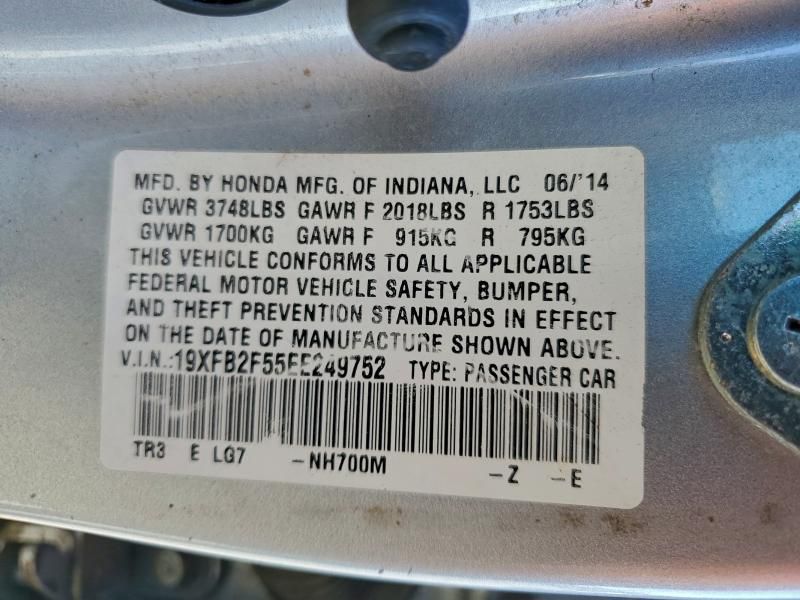 MFD. BY HONDA MFG. OF INDIANA, LLC 06/'14
GVWR 3748LBS GAWR F 2018LBS R 1753LBS
GVWR 1700KG GAWR F 915KG R 795KG
THIS VEHICLE CONFORMS TO ALL APPLICABLE
FEDERAL MOTOR VEHICLE SAFETY, BUMPER,
AND THEFT PREVENTION STANDARDS IN EFFECT
ON THE DATE OF MANUFACTURE SHOWN ABOVE.
V.I.N.:19XFB2F55EE249752 TYPE: PASSENGER CAR
TR3 E LG7 -NH700M -Z -E